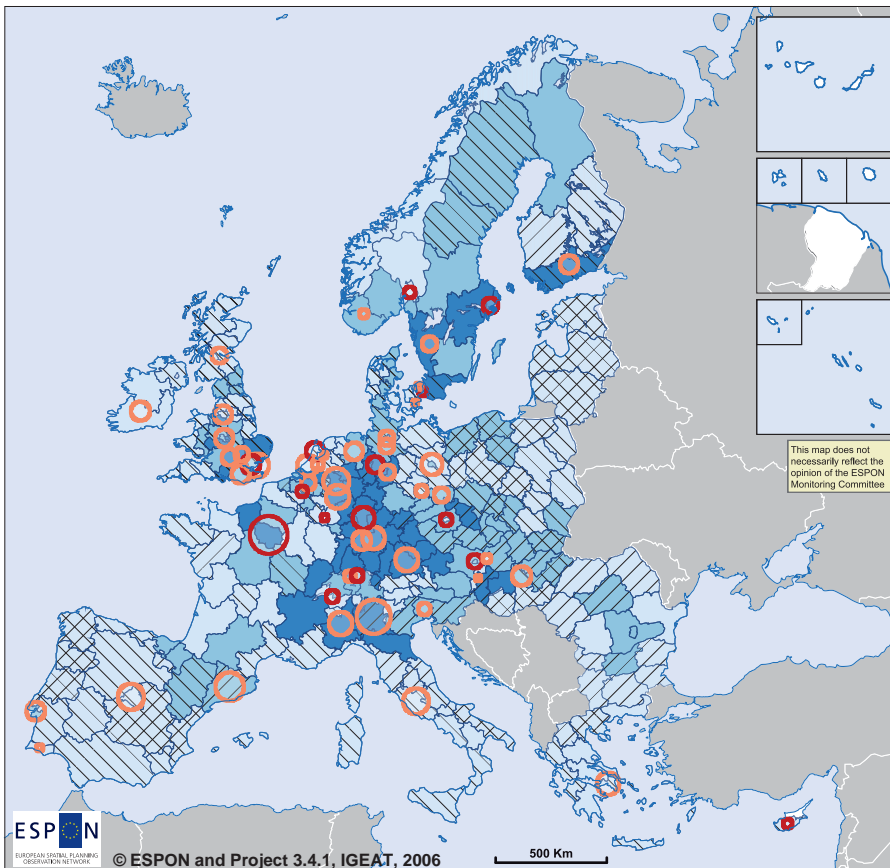 This map does not
necessarily reflect the
opinion of the ESPON
Monitoring Committee
ESPON
EUROPEAN SPATIAL PLANNING
OBSERVATION NETWORK
© ESPON and Project 3.4.1, IGEAT, 2006
500 Km